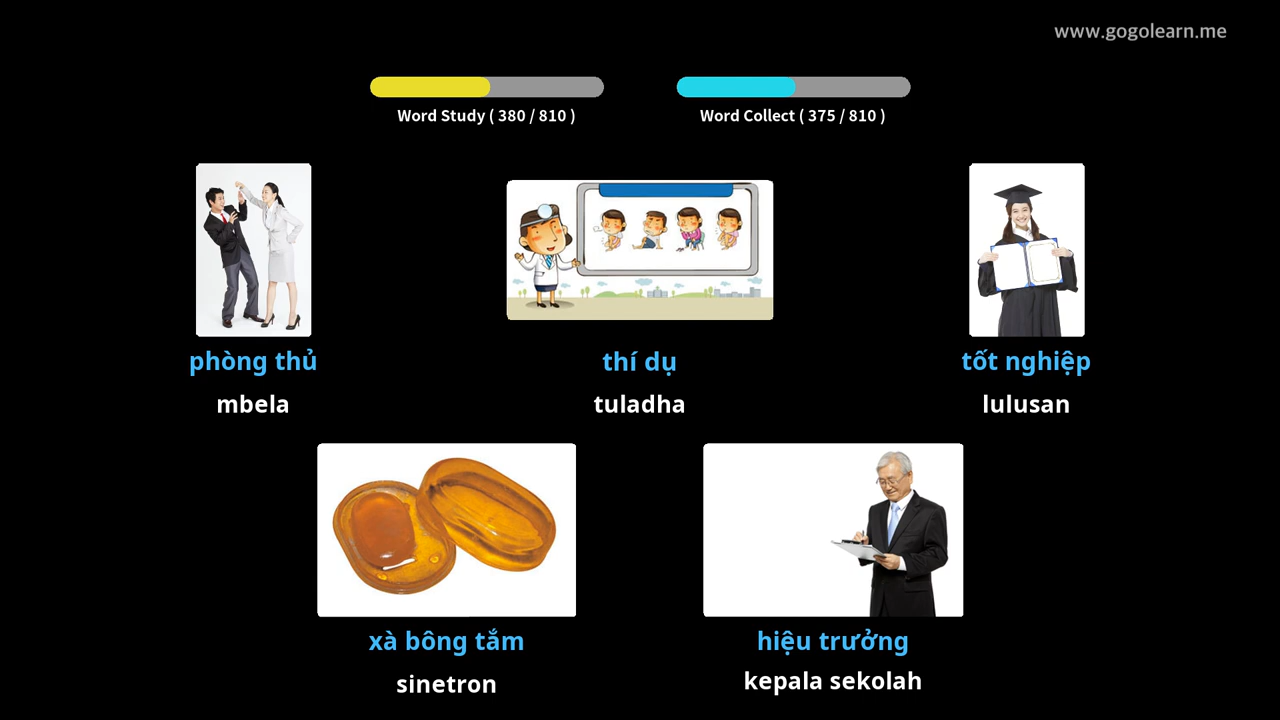 www.gogolearn.me
Word Study ( 380 / 810 )
Word Collect ( 375 / 810 )
phòng thủ
mbela
thí dụ
tuladha
tốt nghiệp
lulusan
xà bông tắm
sinetron
hiệu trưởng
kepala sekolah